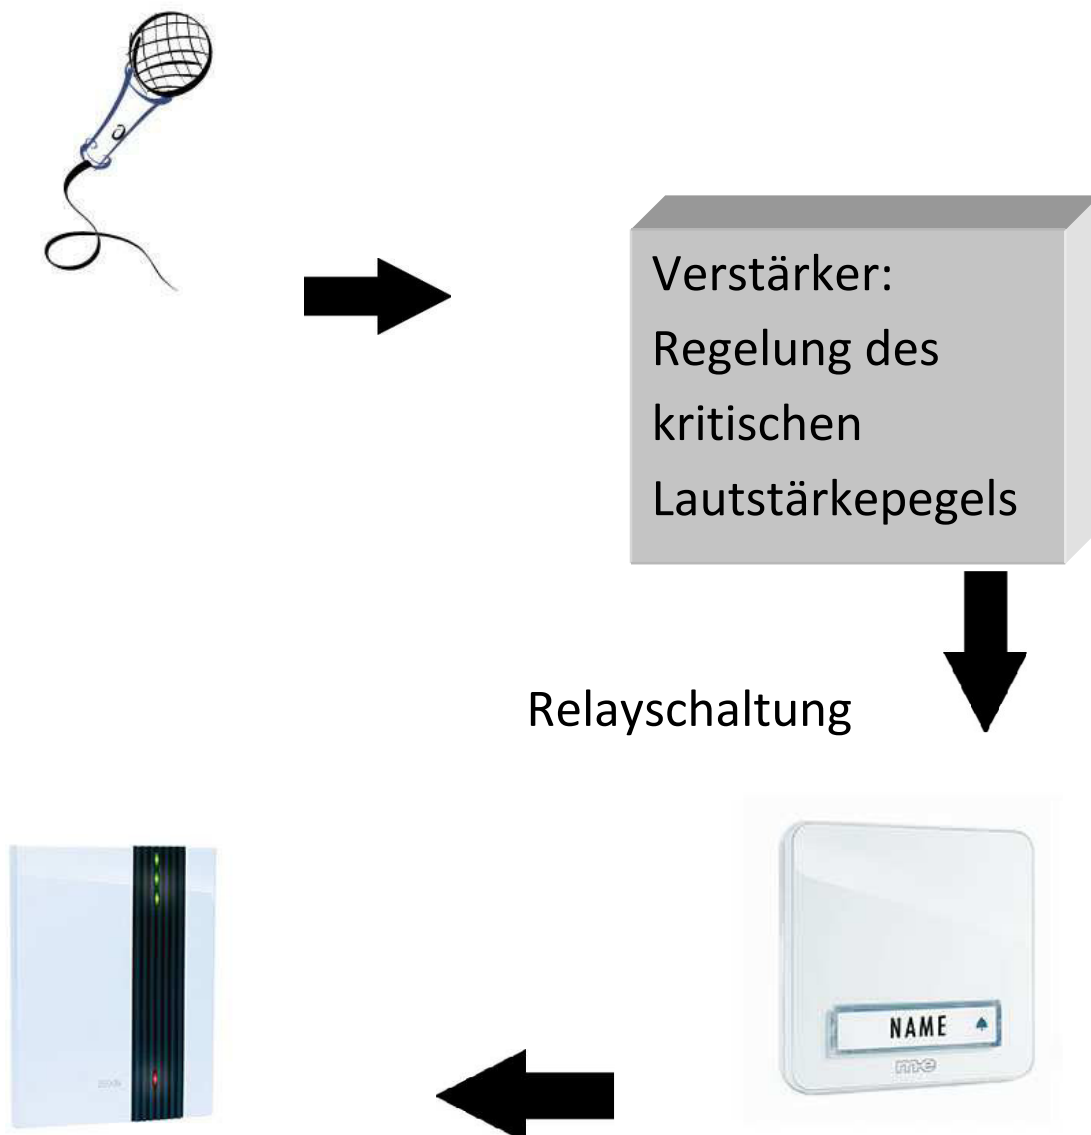 Verstärker:
Regelung des
kritischen
Lautstärkepegels
Relayschaltung
NAME
m-e